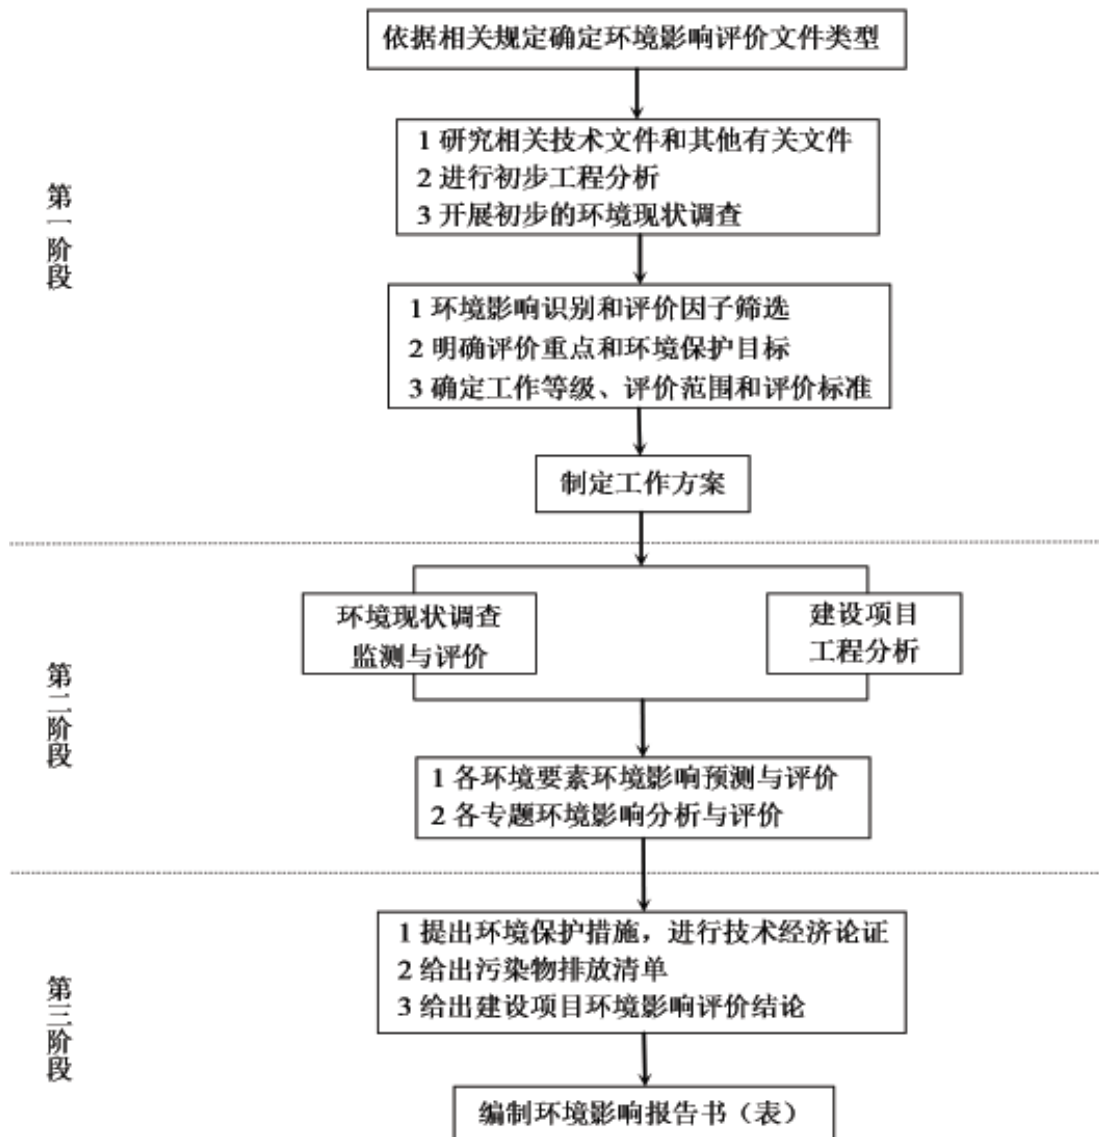 依据相关规定确定环境影响评价文件类型
第一阶段
1 研究相关技术文件和其他有关文件
2 进行初步工程分析
3 开展初步的环境现状调查
1 环境影响识别和评价因子筛选
2 明确评价重点和环境保护目标
3 确定工作等级、评价范围和评价标准
制定工作方案
第二阶段
环境现状调查
监测与评价
建设项目
工程分析
1 各环境要素环境影响预测与评价
2 各专题环境影响分析与评价
第三阶段
1 提出环境保护措施，进行技术经济论证
2 给出污染物排放清单
3 给出建设项目环境影响评价结论
编制环境影响报告书（表）